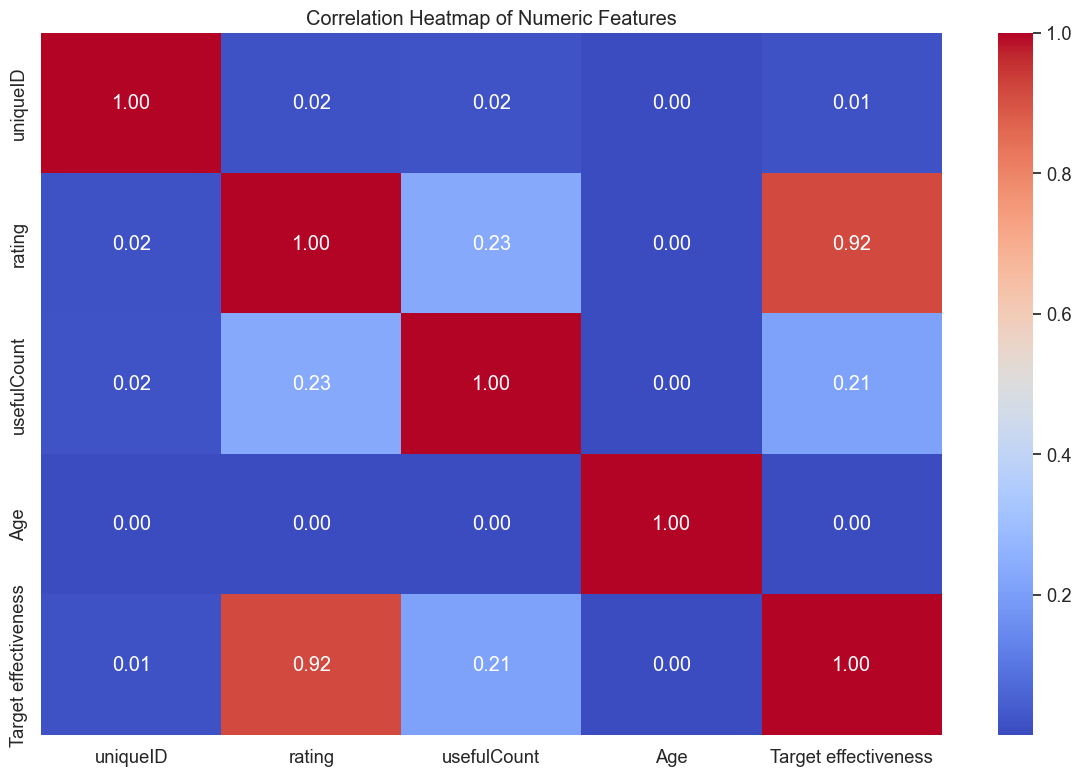 Correlation Heatmap of Numeric Features
uniqueID 1.00 0.02 0.02 0.00 0.01
rating 0.02 1.00 0.23 0.00 0.92
usefulCount 0.02 0.23 1.00 0.00 0.21
Age 0.00 0.00 0.00 1.00 0.00
Target effectiveness 0.01 0.92 0.21 0.00 1.00
uniqueID rating usefulCount Age Target effectiveness
1.0
0.8
0.6
0.4
0.2